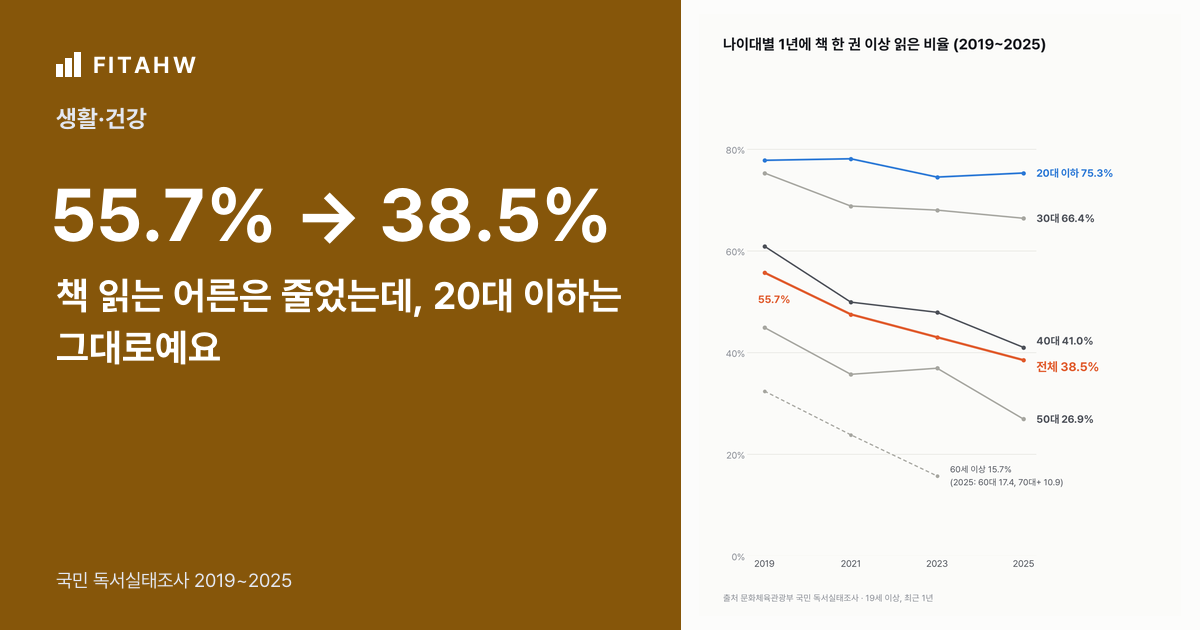 FITAHW
생활·건강
55.7% → 38.5%
책 읽는 어른은 줄었는데, 20대 이하는
그대로예요
국민 독서실태조사 2019~2025
나이대별 1년에 책 한 권 이상 읽은 비율 (2019~2025)
80%
60%
40%
20%
0%
20대 이하 75.3%
30대 66.4%
55.7%
40대 41.0%
전체 38.5%
50대 26.9%
60세 이상 15.7%
(2025: 60대 17.4, 70대+ 10.9)
2019 2021 2023 2025
출처 문화체육관광부 국민 독서실태조사 · 19세 이상, 최근 1년